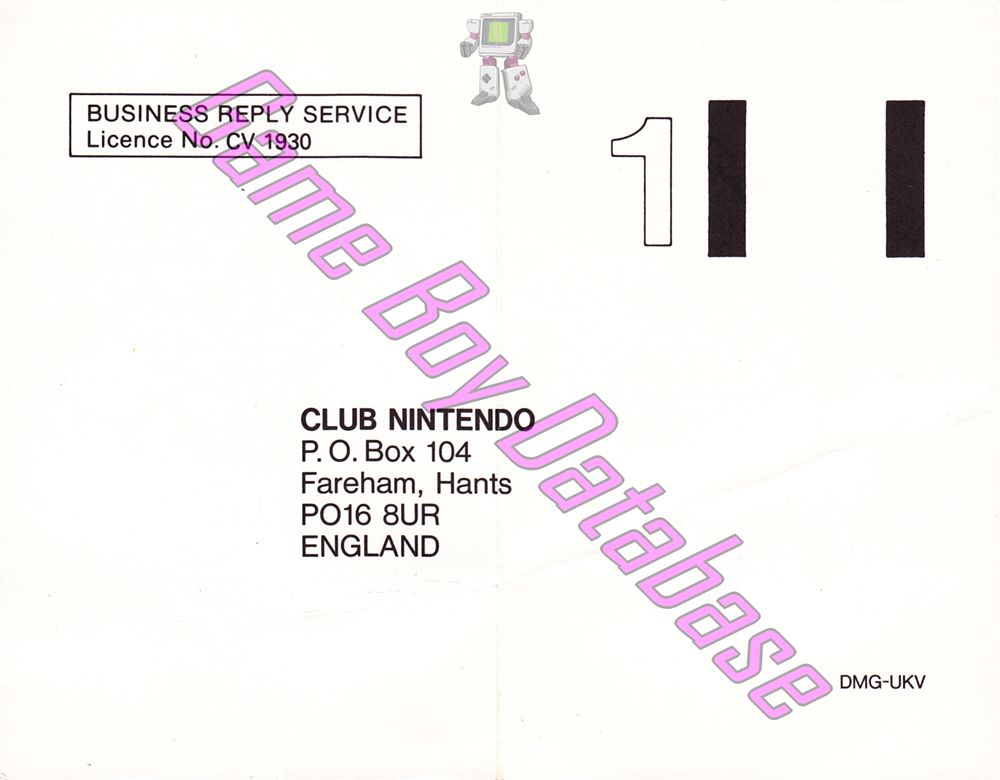 BUSINESS REPLY SERVICE
Licence No. CV 1930
1
CLUB NINTENDO
P. O. Box 104
Fareham, Hants
PO16 8UR
ENGLAND
DMG-UKV
Game Boy Database